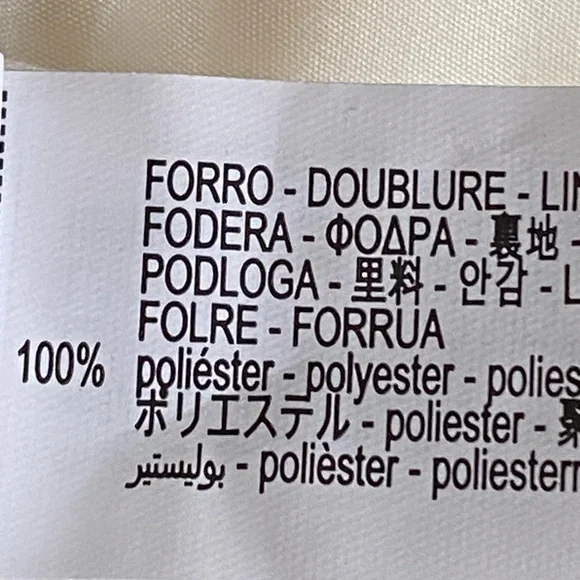 FORRO - DOUBLURE - LIN
FODERA - ΦΟΔΡΑ - 裏地 -
PODLOGA - 里料 - 안감 - L
FOLRE - FORRUA
100% poliéster - polyester - polies
ポリエステル - poliester -
بوليستير - polièster - poliesterr